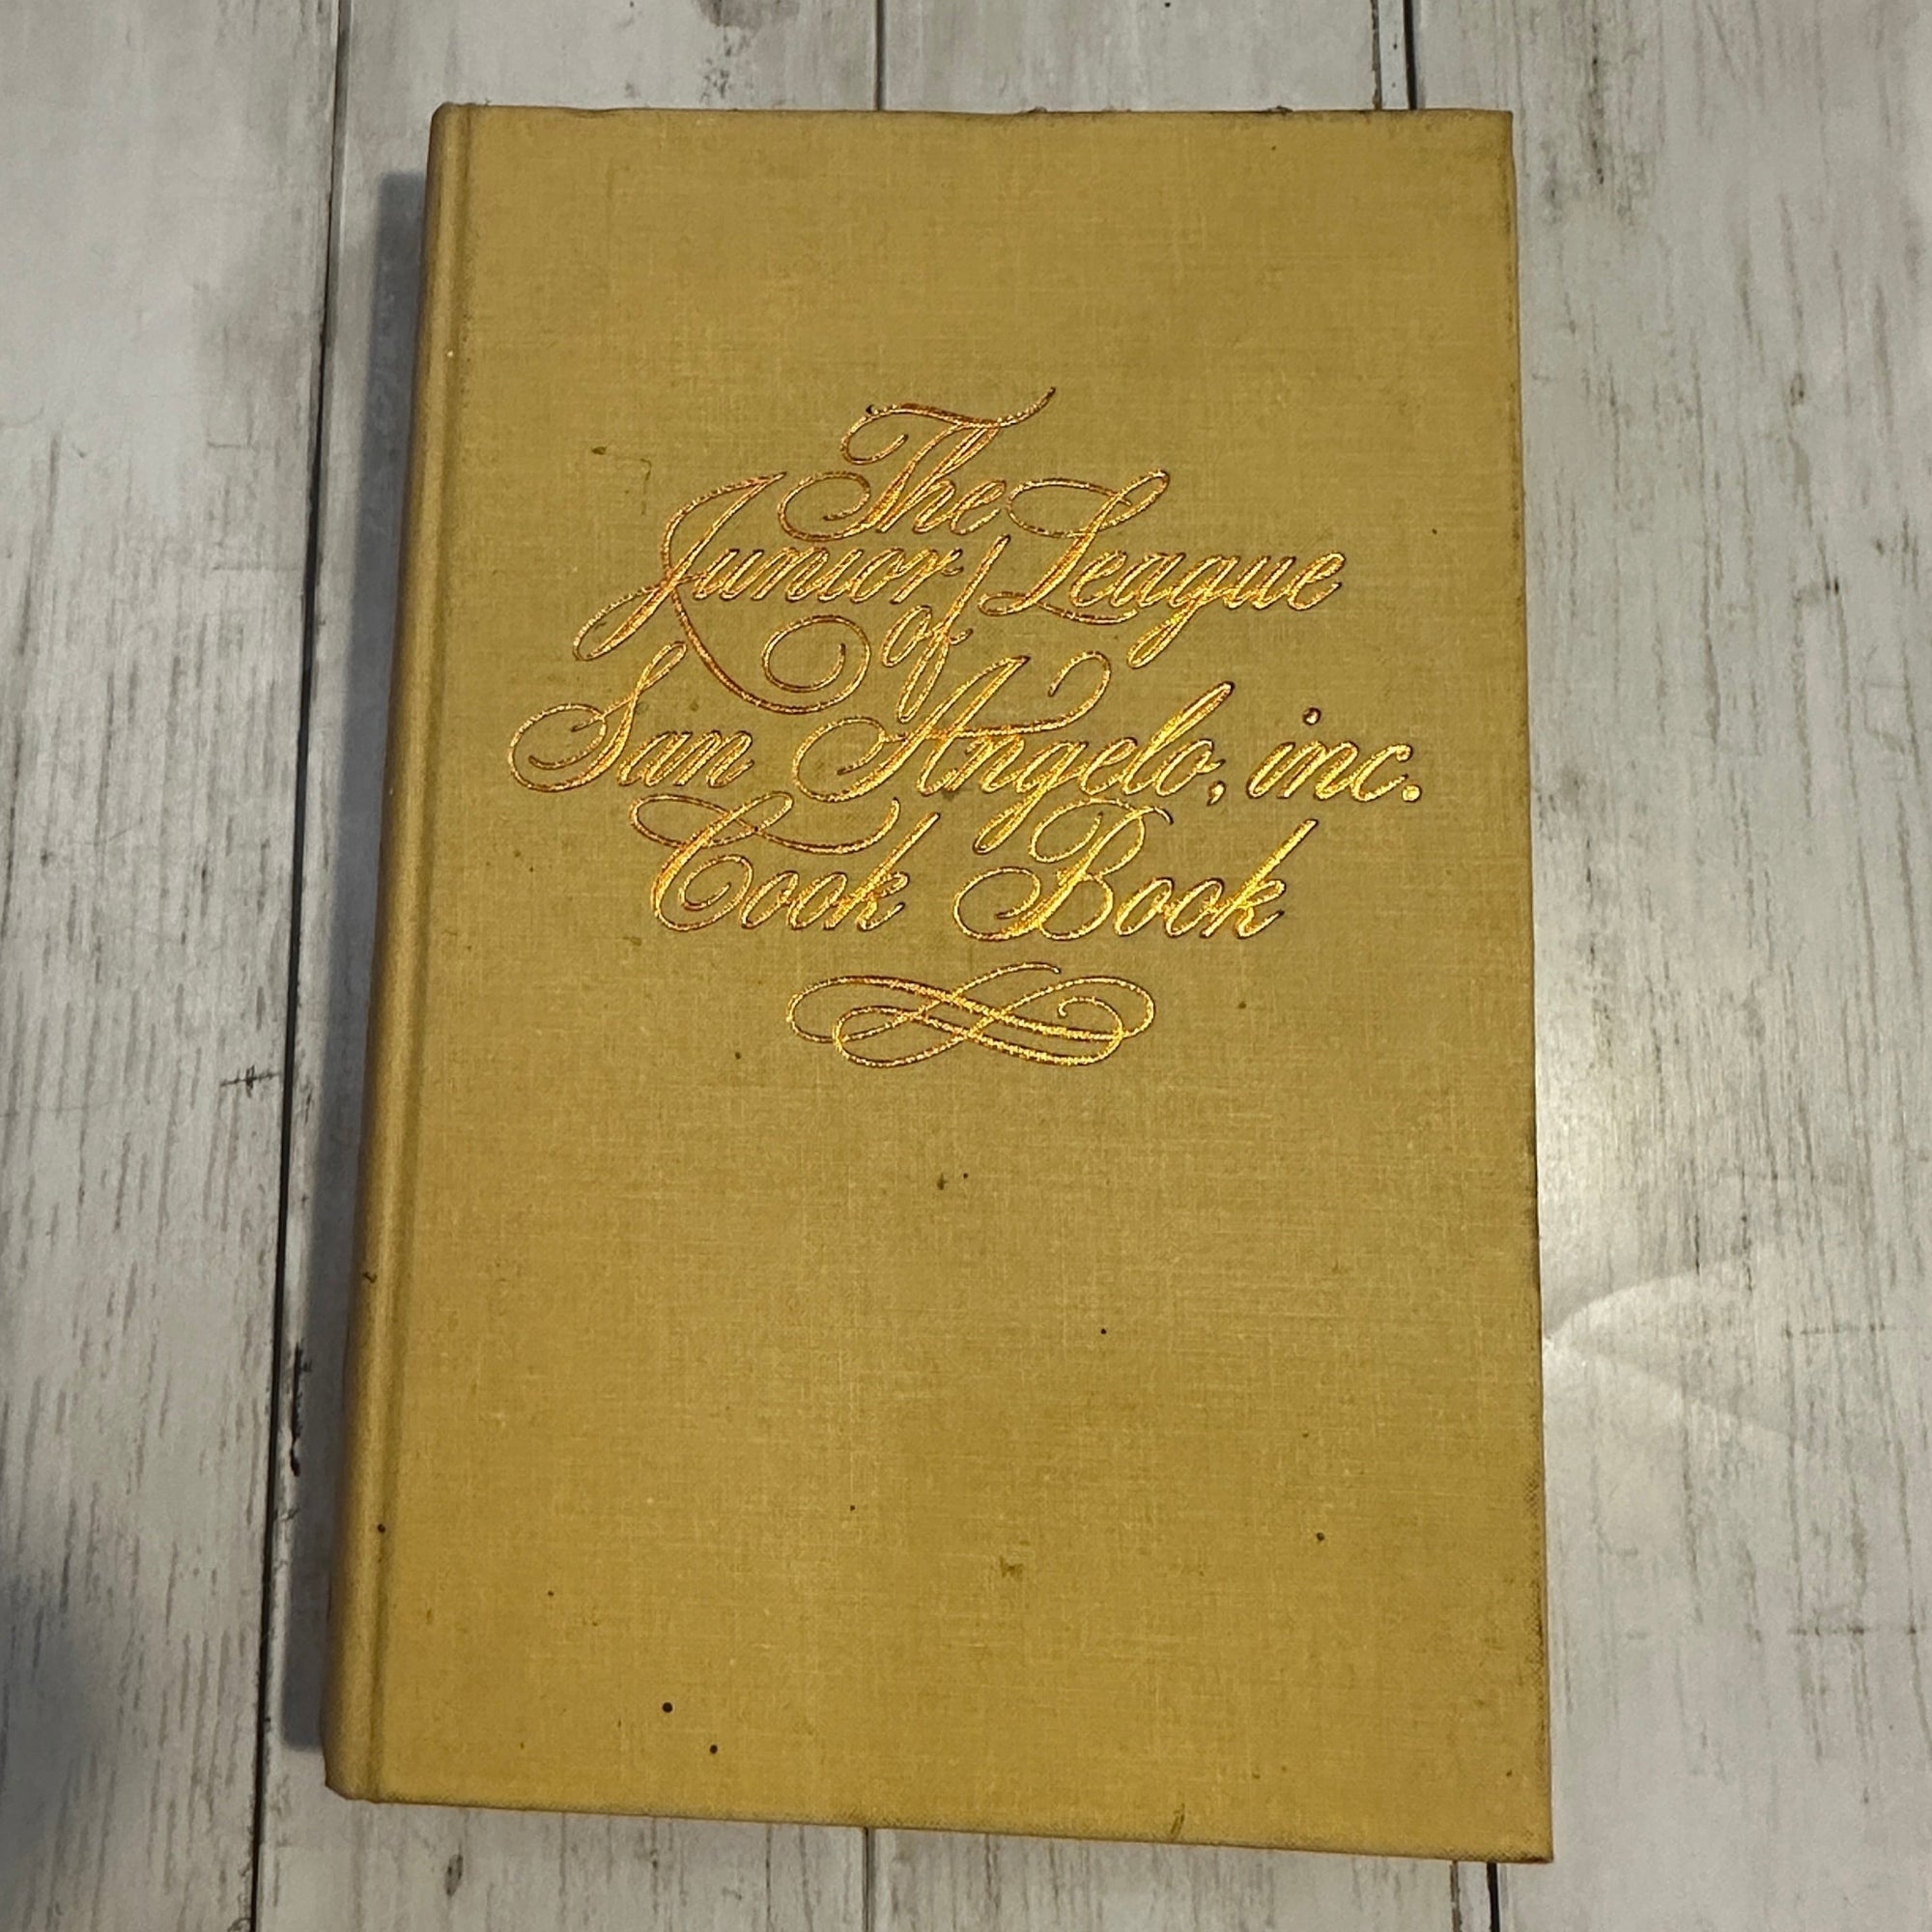 The
Junior League
of
San Angelo, inc.
Cook Book